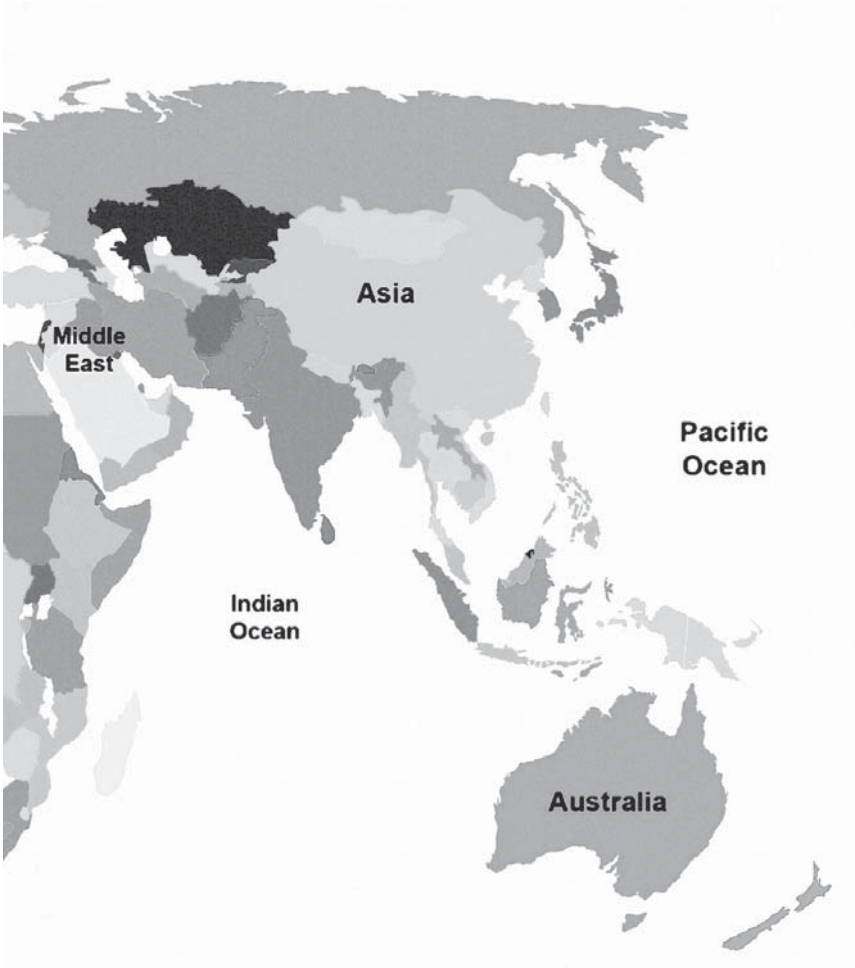 Asia
Middle
East
Pacific
Ocean
Indian
Ocean
Australia